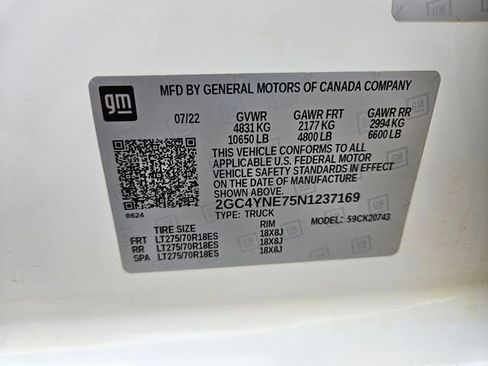 gm
MFD BY GENERAL MOTORS OF CANADA COMPANY
07/22 GVWR GAWR FRT GAWR RR
4831 KG 2177 KG 2994 KG
10650 LB 4800 LB 6600 LB
THIS VEHICLE CONFORMS TO ALL
APPLICABLE U.S. FEDERAL MOTOR
VEHICLE SAFETY STANDARDS IN EFFECT
ON THE DATE OF MANUFACTURE
SHOWN ABOVE.
2GC4YNE75N1237169
8624 TYPE: TRUCK MODEL: 59CK20743
TIRE SIZE RIM
FRT LT275/70R18ES 18X8J
RR LT275/70R18ES 18X8J
SPA LT275/70R18ES 18X8J